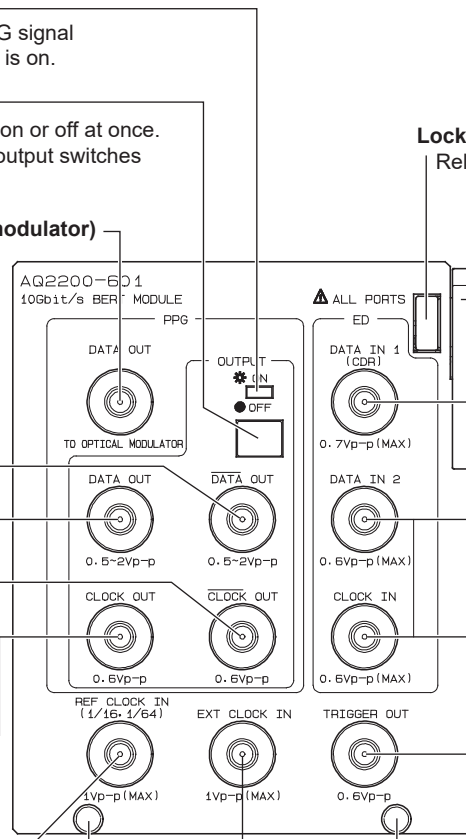 G signal
is on.
on or off at once.
output switches
Lock
Rel
modulator)
AQ2200-601
10Gbit/s BERT MODULE
ALL PORTS
PPG
ED
DATA OUT
OUTPUT
ON
OFF
TO OPTICAL MODULATOR
DATA IN 1
(CDR)
0.7Vp-p(MAX)
DATA OUT
DATA OUT
DATA IN 2
0.5~2Vp-p
0.5~2Vp-p
0.6Vp-p(MAX)
CLOCK OUT
CLOCK OUT
CLOCK IN
0.6Vp-p
0.6Vp-p
0.6Vp-p(MAX)
REF CLOCK IN
(1/16, 1/64)
EXT CLOCK IN
TRIGGER OUT
1Vp-p(MAX)
1Vp-p(MAX)
0.6Vp-p